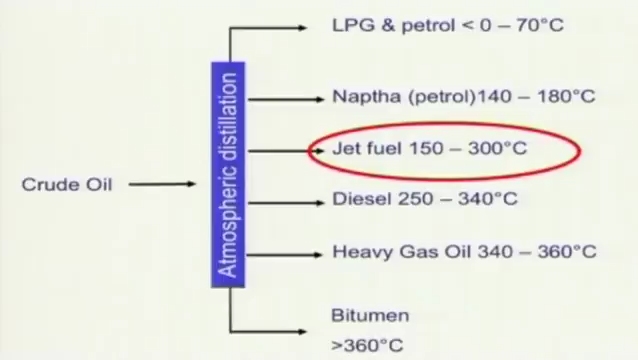 LPG & petrol < 0 – 70°C
Naptha (petrol)140 – 180°C
Jet fuel 150 – 300°C
Crude Oil
Atmospheric distillation
Diesel 250 – 340°C
Heavy Gas Oil 340 – 360°C
Bitumen
>360°C